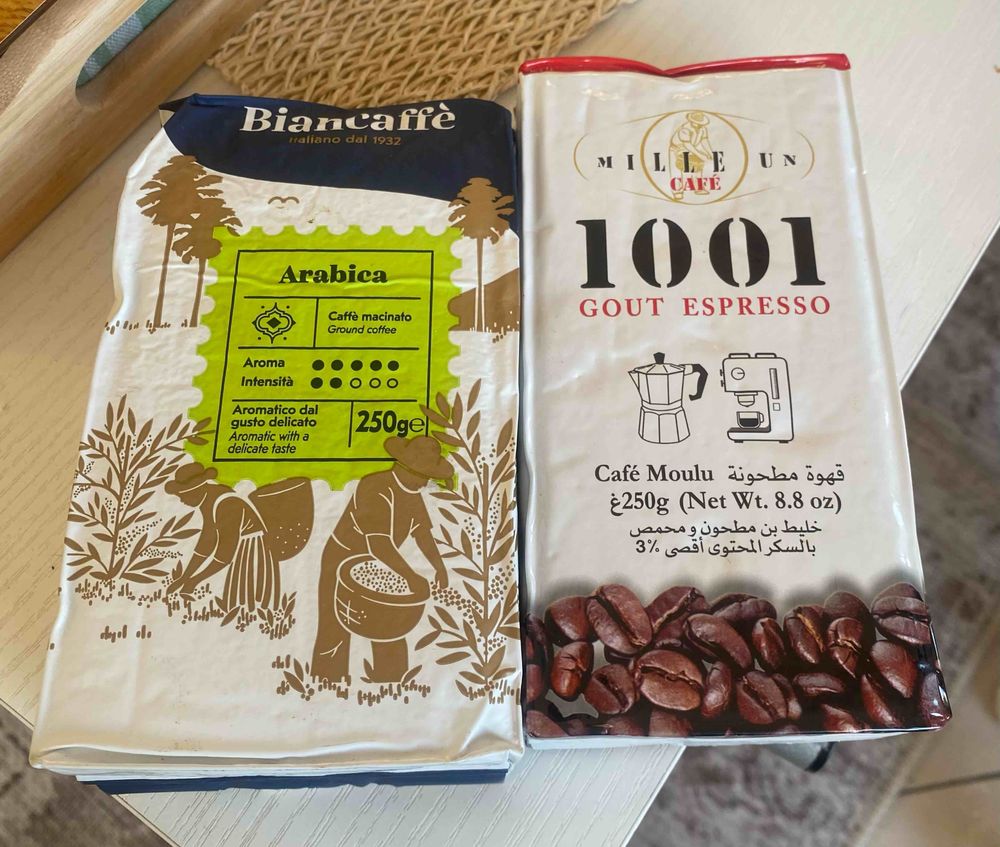 Biancaffè
italiano dal 1932
Arabica
Caffè macinato
Ground coffee
Aroma
Intensità
Aromatico dal
gusto delicato
Aromatic with a
delicate taste
250g e
MILLE UN
CAFÉ
1001
GOUT ESPRESSO
Café Moulu قهوة مطحونة
250gغ (Net Wt. 8.8 oz)
خليط بن مطحون و محمص
بالسكر المحتوى أقصى 3%